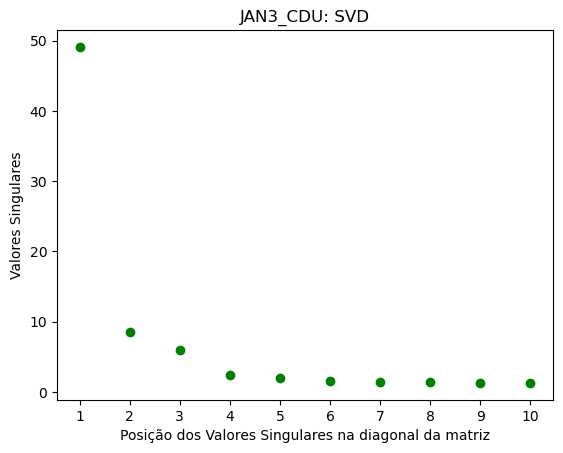 JAN3_CDU: SVD
50
40
30
20
10
0
Valores Singulares
1 2 3 4 5 6 7 8 9 10
Posição dos Valores Singulares na diagonal da matriz